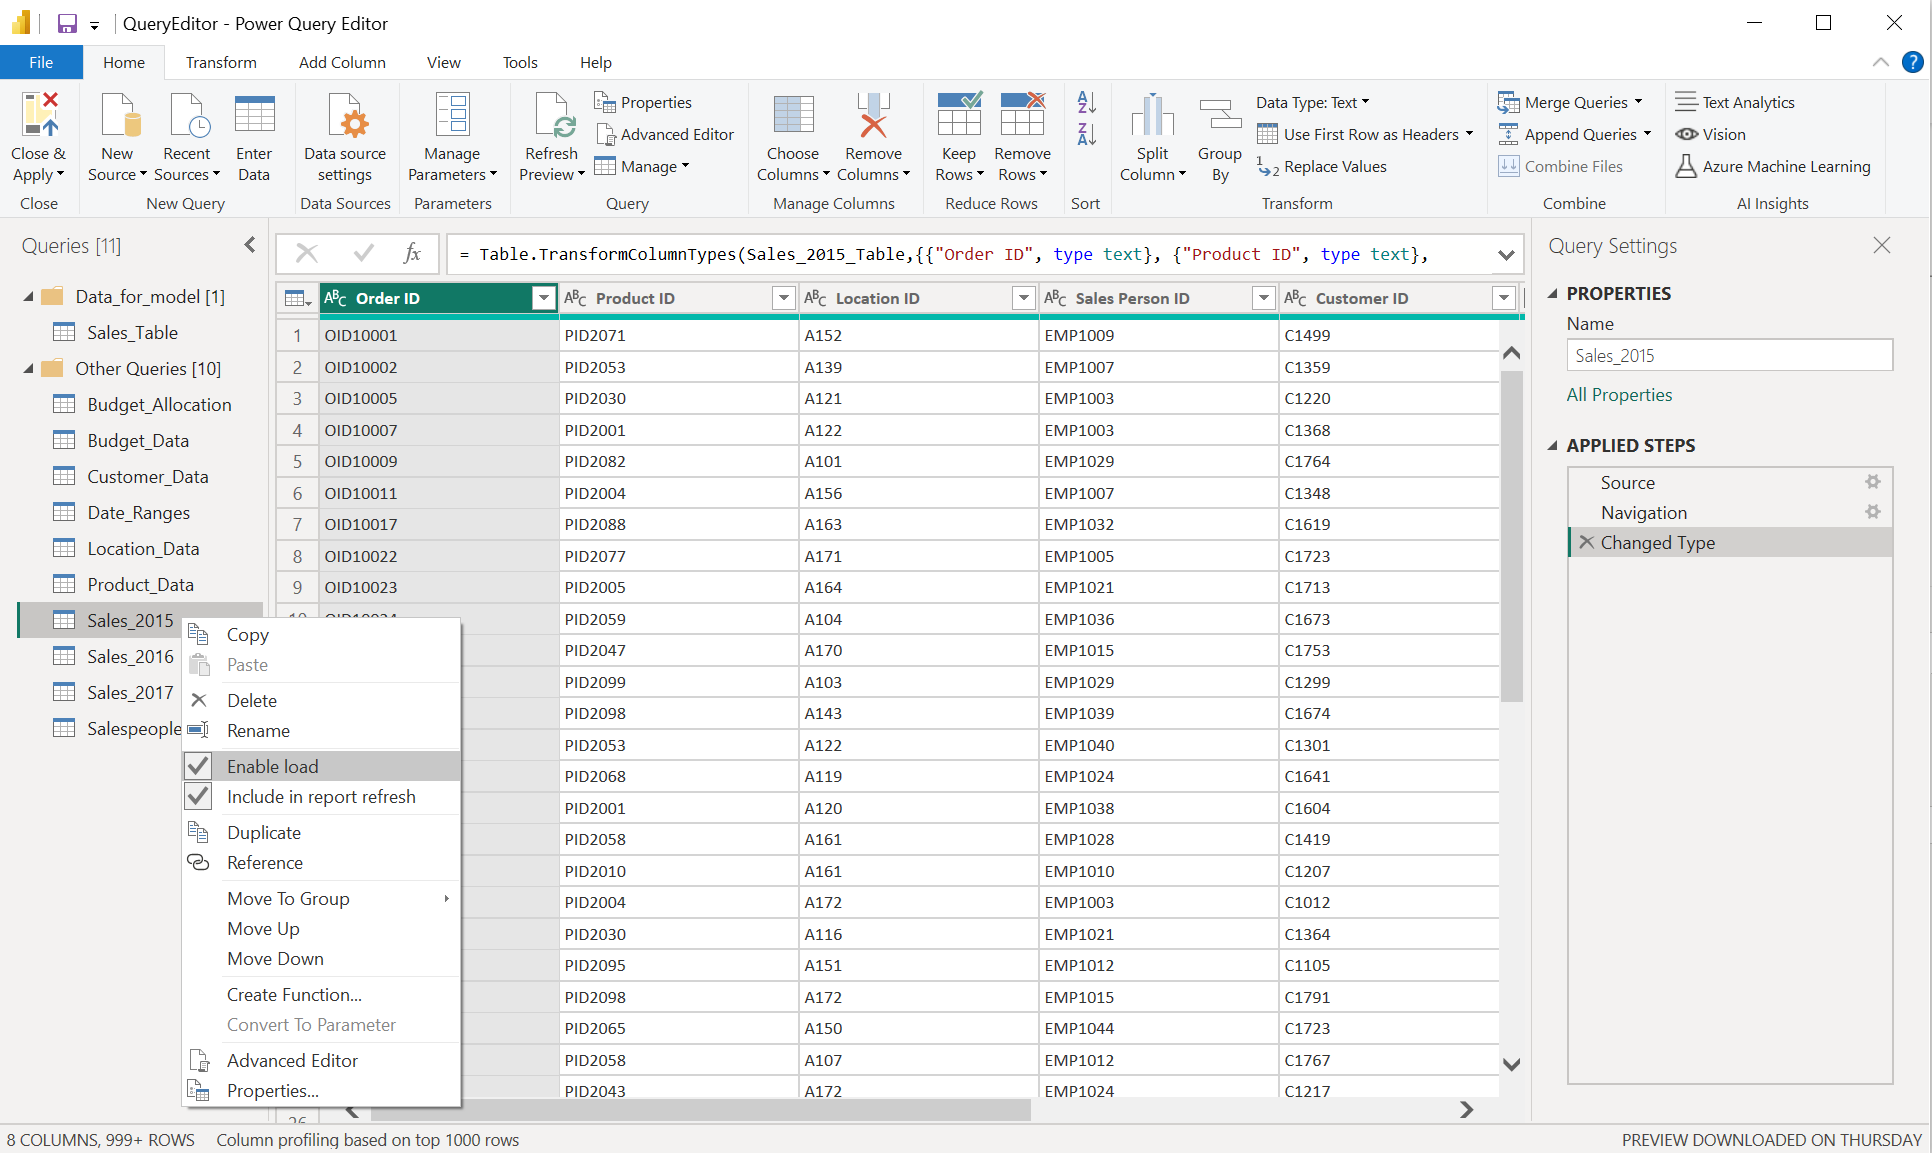 QueryEditor - Power Query Editor
File Home Transform Add Column View Tools Help
Close & Apply
New Source
Recent Sources
Enter Data
Data source settings
Manage Parameters
Refresh Preview
Properties
Advanced Editor
Manage
Choose Columns
Remove Columns
Keep Rows
Remove Rows
A Z
Z A
Split Column
Group By
Data Type: Text
Use First Row as Headers
Replace Values
Merge Queries
Append Queries
Combine Files
Text Analytics
Vision
Azure Machine Learning
Close New Query Data Sources Parameters Query Manage Columns Reduce Rows Sort Transform Combine AI Insights
Queries [11]
Data_for_model [1]
Sales_Table
Other Queries [10]
Budget_Allocation
Budget_Data
Customer_Data
Date_Ranges
Location_Data
Product_Data
Sales_2015
Sales_2016
Sales_2017
Salespeople
Copy
Paste
Delete
Rename
Enable load
Include in report refresh
Duplicate
Reference
Move To Group
Move Up
Move Down
Create Function...
Convert To Parameter
Advanced Editor
Properties...
fx = Table.TransformColumnTypes(Sales_2015_Table,{{"Order ID", type text}, {"Product ID", type text},
ABC Order ID ABC Product ID ABC Location ID ABC Sales Person ID ABC Customer ID
1 OID10001 PID2071 A152 EMP1009 C1499
2 OID10002 PID2053 A139 EMP1007 C1359
3 OID10005 PID2030 A121 EMP1003 C1220
4 OID10007 PID2001 A122 EMP1003 C1368
5 OID10009 PID2082 A101 EMP1029 C1764
6 OID10011 PID2004 A156 EMP1007 C1348
7 OID10017 PID2088 A163 EMP1032 C1619
8 OID10022 PID2077 A171 EMP1005 C1723
9 OID10023 PID2005 A164 EMP1021 C1713
PID2059 A104 EMP1036 C1673
PID2047 A170 EMP1015 C1753
PID2099 A103 EMP1029 C1299
PID2098 A143 EMP1039 C1674
PID2053 A122 EMP1040 C1301
PID2068 A119 EMP1024 C1641
PID2001 A120 EMP1038 C1604
PID2058 A161 EMP1028 C1419
PID2010 A161 EMP1010 C1207
PID2004 A172 EMP1003 C1012
PID2030 A116 EMP1021 C1364
PID2095 A151 EMP1012 C1105
PID2098 A172 EMP1015 C1791
PID2065 A150 EMP1044 C1723
PID2058 A107 EMP1012 C1767
PID2043 A172 EMP1024 C1217
Query Settings
PROPERTIES
Name
Sales_2015
All Properties
APPLIED STEPS
Source
Navigation
Changed Type
8 COLUMNS, 999+ ROWS Column profiling based on top 1000 rows PREVIEW DOWNLOADED ON THURSDAY